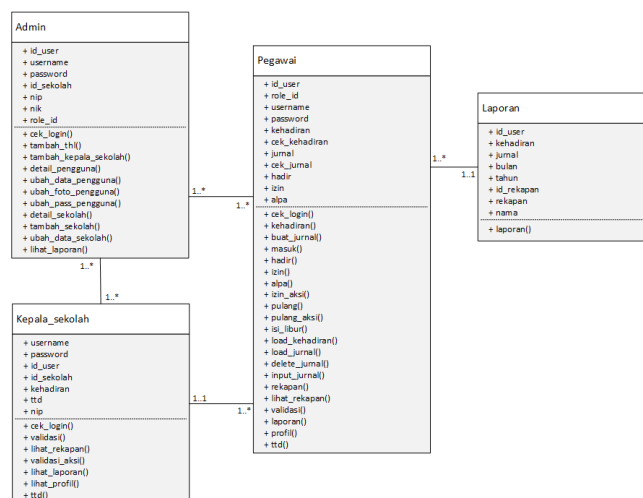 Admin
+ id_user
+ username
+ password
+ id_sekolah
+ nip
+ nik
+ role_id
+ cek_login()
+ tambah_thl()
+ tambah_kepala_sekolah()
+ detail_pengguna()
+ ubah_data_pengguna()
+ ubah_foto_pengguna()
+ ubah_pass_pengguna()
+ detail_sekolah()
+ tambah_sekolah()
+ ubah_data_sekolah()
+ lihat_laporan()
1..*
1..*
1..*
1..*
Kepala_sekolah
+ username
+ password
+ id_user
+ id_sekolah
+ kehadiran
+ ttd
+ nip
+ cek_login()
+ validasi()
+ lihat_rekapan()
+ validasi_aksi()
+ lihat_laporan()
+ lihat_profil()
+ ttd()
1..1
1..*
Pegawai
+ id_user
+ role_id
+ username
+ password
+ kehadiran
+ cek_kehadiran
+ jurnal
+ cek_jurnal
+ hadir
+ izin
+ alpa
+ cek_login()
+ kehadiran()
+ buat_jurnal()
+ masuk()
+ hadir()
+ izin()
+ alpa()
+ izin_aksi()
+ pulang()
+ pulang_aksi()
+ isi_libur()
+ load_kehadiran()
+ load_jurnal()
+ delete_jurnal()
+ input_jurnal()
+ rekapan()
+ lihat_rekapan()
+ validasi()
+ laporan()
+ profil()
+ ttd()
1..*
1..1
Laporan
+ id_user
+ kehadiran
+ jurnal
+ bulan
+ tahun
+ id_rekapan
+ rekapan
+ nama
+ laporan()